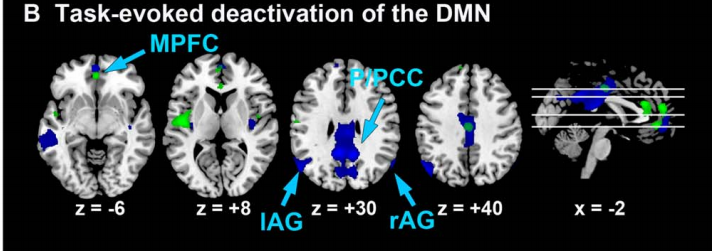 B Task-evoked deactivation of the DMN
MPFC
P/PCC
z = -6
z = +8
lAG
z = +30
rAG
z = +40
x = -2